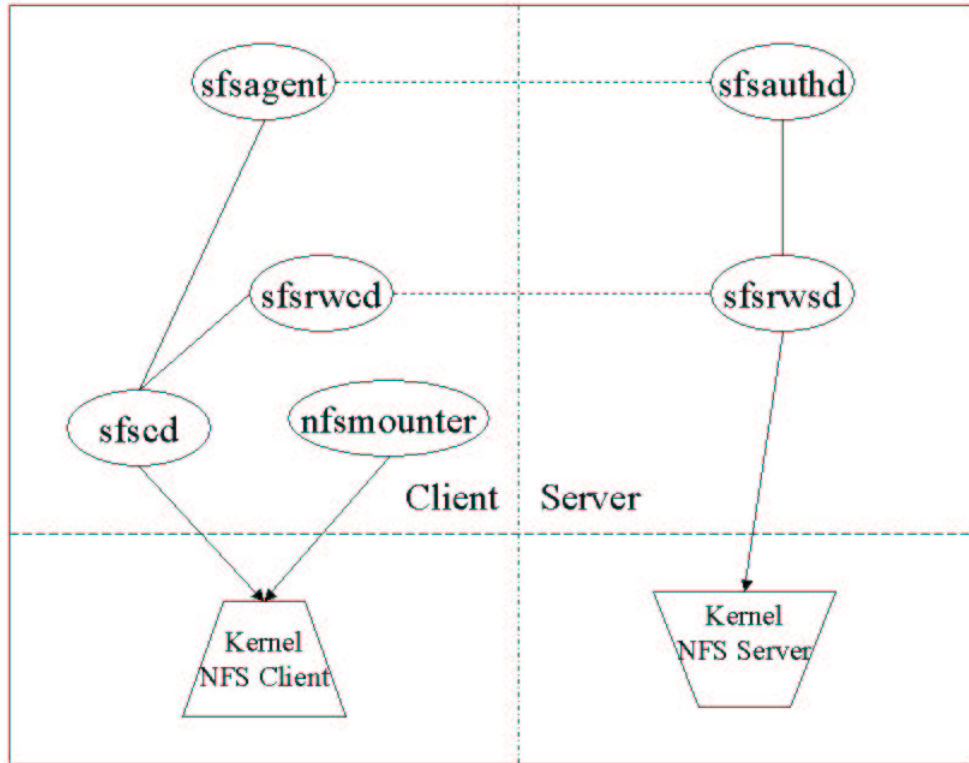 sfsagent
sfsauthd
sfsrwcd
sfsrwsd
sfscd
nfsmounter
Client
Server
Kernel
NFS Client
Kernel
NFS Server